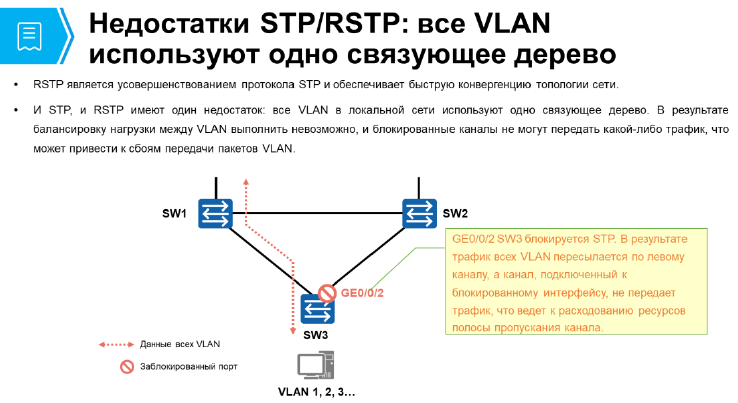 Недостатки STP/RSTP: все VLAN
используют одно связующее дерево
• RSTP является усовершенствованием протокола STP и обеспечивает быструю конвергенцию топологии сети.
• И STP, и RSTP имеют один недостаток: все VLAN в локальной сети используют одно связующее дерево. В результате
балансировку нагрузки между VLAN выполнить невозможно, и блокированные каналы не могут передать какой-либо трафик, что
может привести к сбоям передачи пакетов VLAN.
SW1
SW2
GE0/0/2 SW3 блокируется STP. В результате
трафик всех VLAN пересылается по левому
каналу, а канал, подключенный к
блокированному интерфейсу, не передает
трафик, что ведет к расходованию ресурсов
полосы пропускания канала.
GE0/0/2
SW3
Данные всех VLAN
Заблокированный порт
VLAN 1, 2, 3...